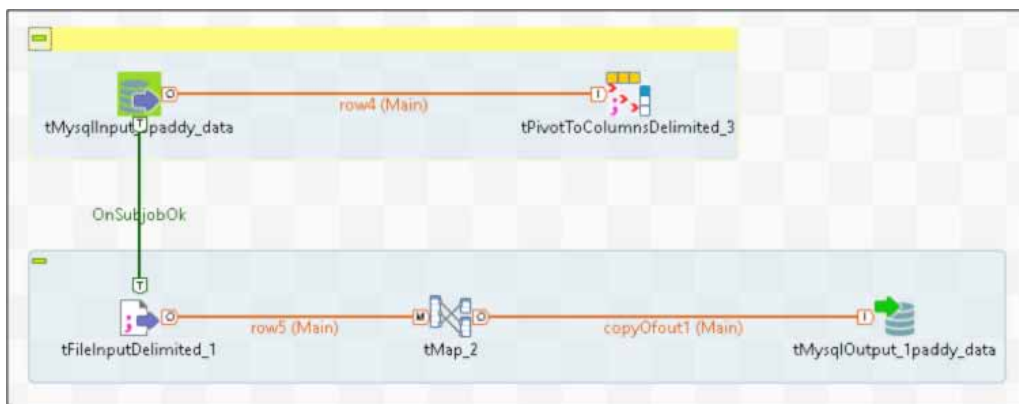 row4 (Main)
tMysqlInput_1paddy_data
tPivotToColumnsDelimited_3
OnSubjobOk
row5 (Main)
copyOfout1 (Main)
tFileInputDelimited_1
tMap_2
tMysqlOutput_1paddy_data